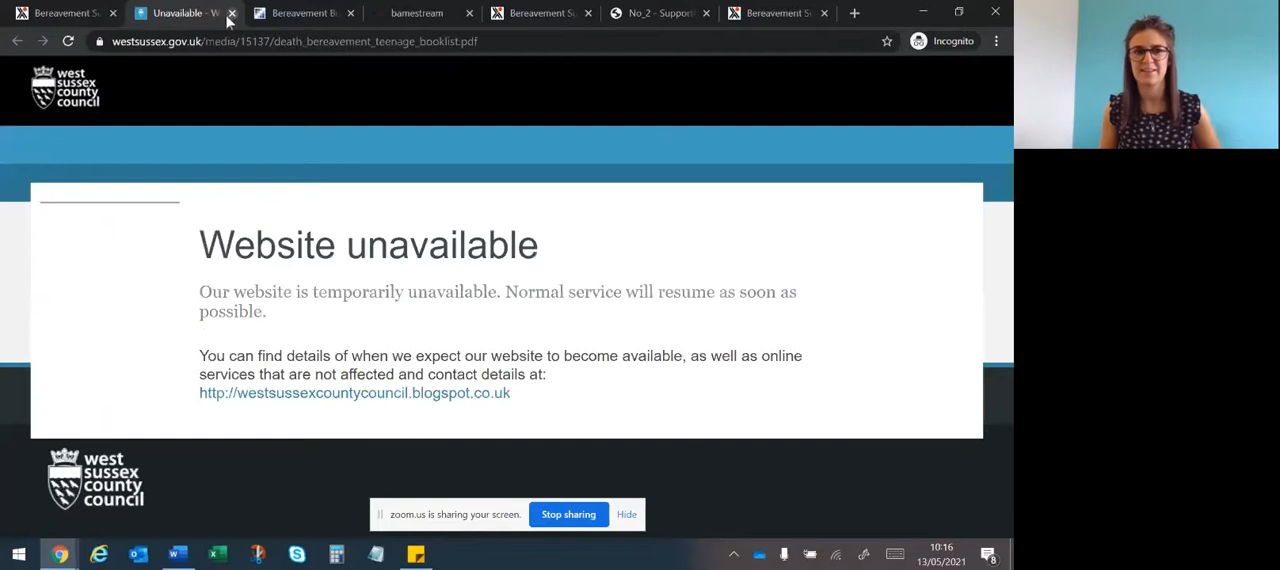 Bereavement Su
Unavailable - W
Bereavement Bo
bamestream
Bereavement Su
No_2 - Supporti
Bereavement Su
westsussex.gov.uk/media/15137/death_bereavement_teenage_booklist.pdf
Incognito
west
sussex
county
council
Website unavailable
Our website is temporarily unavailable. Normal service will resume as soon as
possible.
You can find details of when we expect our website to become available, as well as online
services that are not affected and contact details at:
http://westsussexcountycouncil.blogspot.co.uk
west
sussex
county
council
zoom.us is sharing your screen.
Stop sharing
Hide
10:16
13/05/2021
8